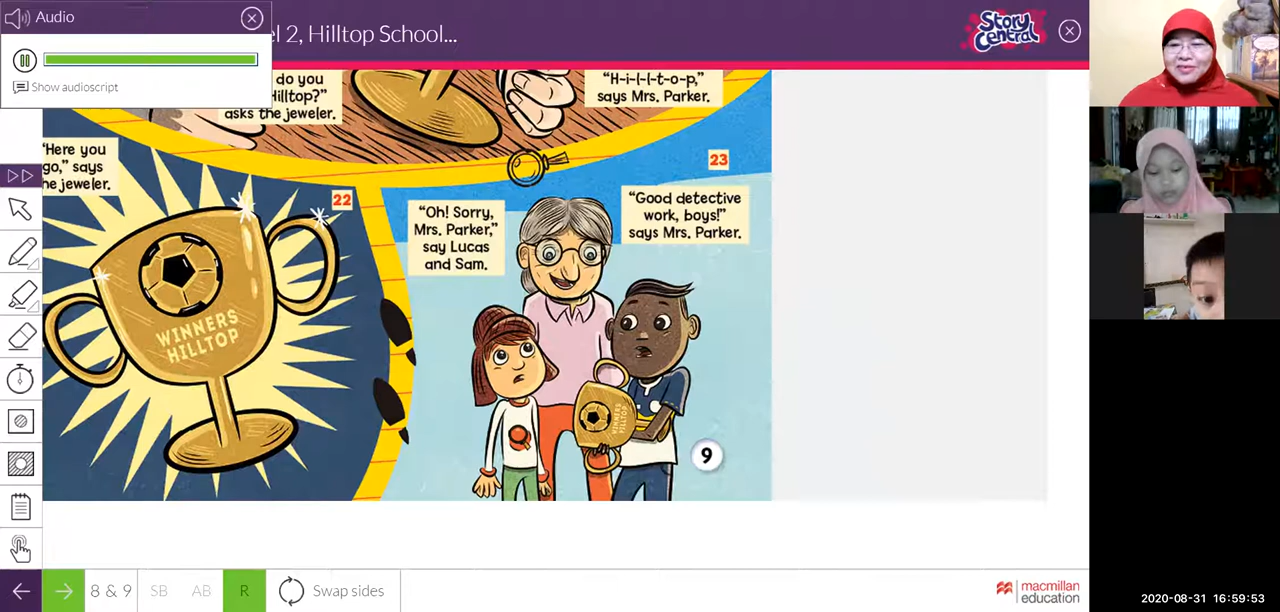 Audio
l 2, Hilltop School...
Story
Central
Show audioscript
do you
Hilltop?"
asks the jeweler.
"H-i-l-l-t-o-p,"
says Mrs. Parker.
"Here you
go," says
he jeweler.
22
WINNERS
HILLTOP
23
"Oh! Sorry,
Mrs. Parker,"
say Lucas
and Sam.
"Good detective
work, boys!"
says Mrs. Parker.
WINNERS
HILLTOP
9
8 & 9
SB
AB
R
Swap sides
macmillan
education
2020-08-31 16:59:53